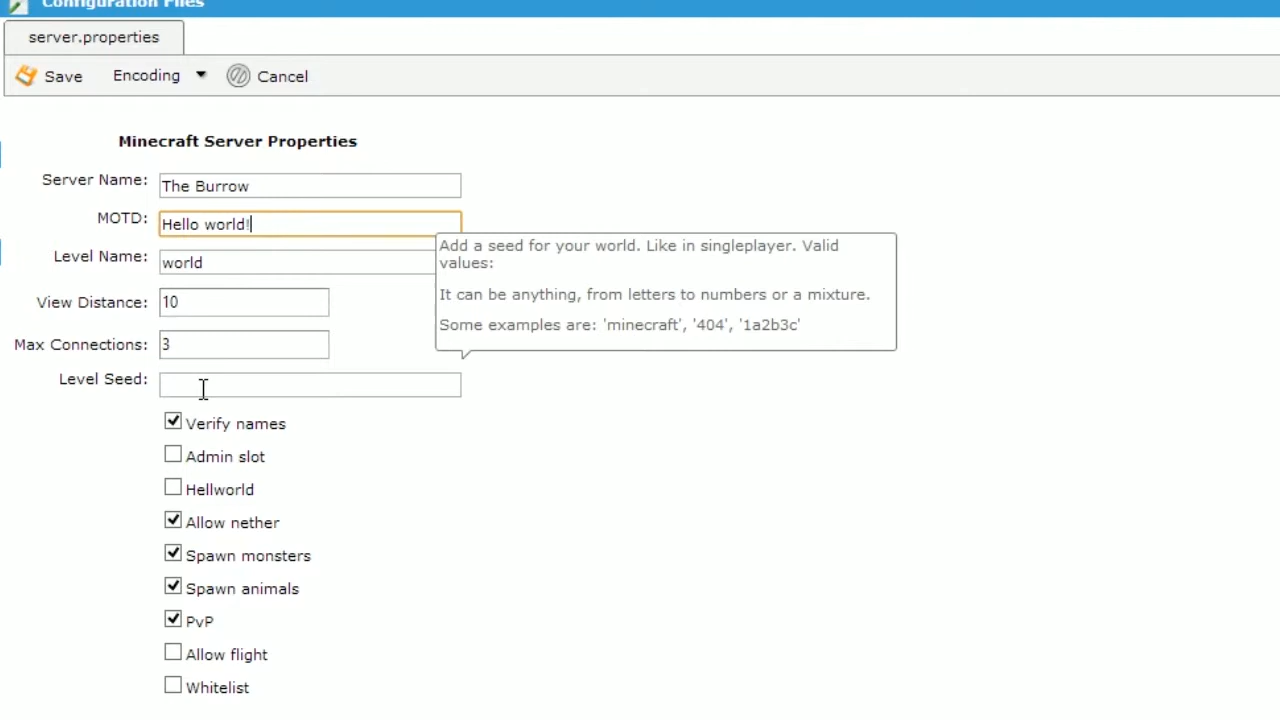 Configuration Files
server.properties
Save Encoding Cancel
Minecraft Server Properties
Server Name: The Burrow
MOTD: Hello world!
Add a seed for your world. Like in singleplayer. Valid
values:
It can be anything, from letters to numbers or a mixture.
Some examples are: 'minecraft', '404', '1a2b3c'
Level Name: world
View Distance: 10
Max Connections: 3
Level Seed:
Verify names
Admin slot
Hellworld
Allow nether
Spawn monsters
Spawn animals
PvP
Allow flight
Whitelist